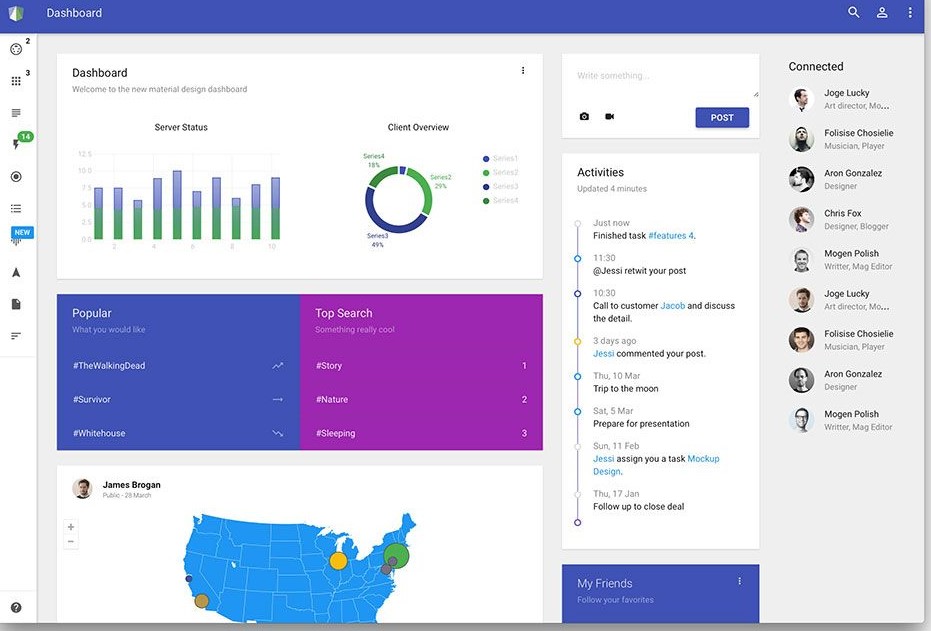 Dashboard
2
3
14
NEW
Dashboard
Welcome to the new material design dashboard
Server Status
12.5
10.0
7.5
5.0
2.5
0.0
2
4
6
8
10
Client Overview
Series4
18%
Series2
29%
Series3
49%
Series1
Series2
Series3
Series4
Popular
What you would like
#TheWalkingDead
#Survivor
#Whitehouse
Top Search
Something really cool
#Story 1
#Nature 2
#Sleeping 3
James Brogan
Public - 28 March
+
−
Write something...
POST
Activities
Updated 4 minutes
Just now
Finished task #features 4.
11:30
@Jessi retwit your post
10:30
Call to customer Jacob and discuss
the detail.
3 days ago
Jessi commented your post.
Thu, 10 Mar
Trip to the moon
Sat, 5 Mar
Prepare for presentation
Sun, 11 Feb
Jessi assign you a task Mockup
Design.
Thu, 17 Jan
Follow up to close deal
My Friends
Follow your favorites
Connected
Joge Lucky
Art director, Mo...
Folisise Chosielie
Musician, Player
Aron Gonzalez
Designer
Chris Fox
Designer, Blogger
Mogen Polish
Writter, Mag Editor
Joge Lucky
Art director, Mo...
Folisise Chosielie
Musician, Player
Aron Gonzalez
Designer
Mogen Polish
Writter, Mag Editor
?